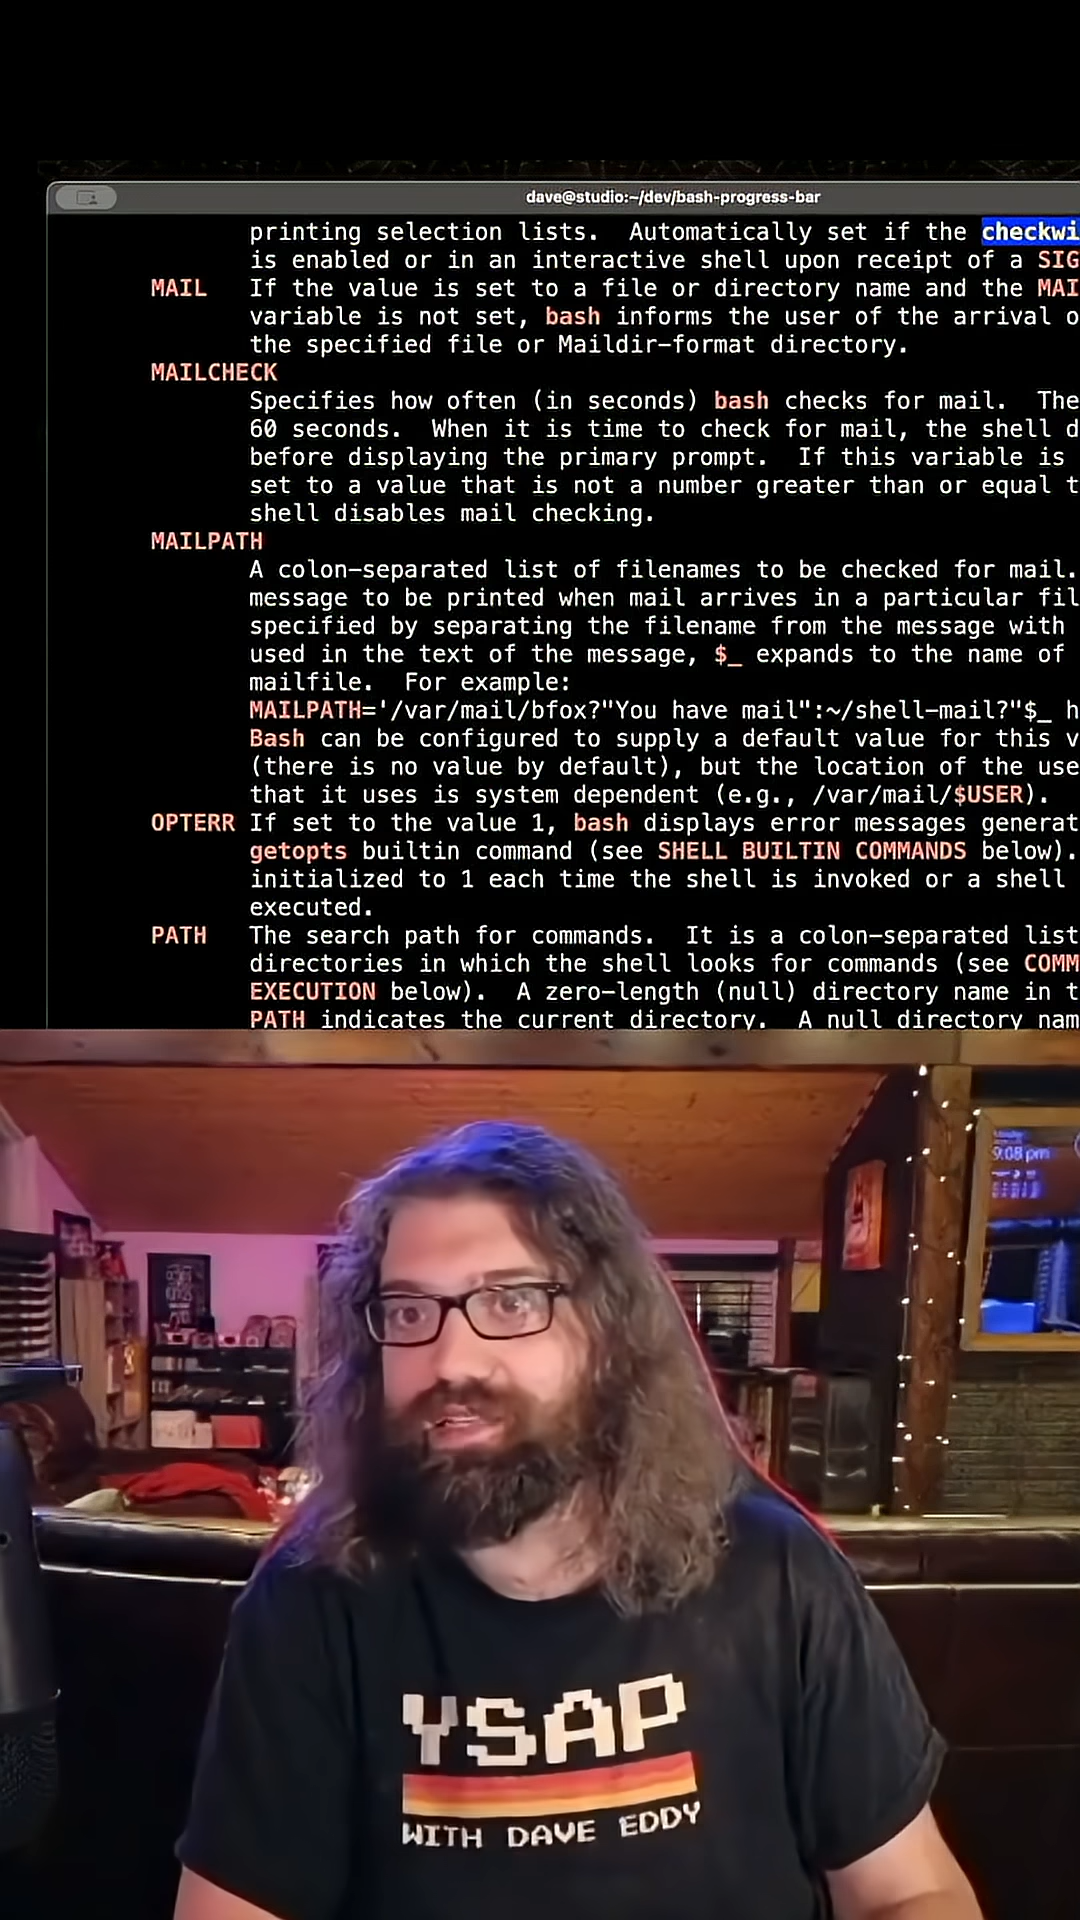 dave@studio:~/dev/bash-progress-bar
printing selection lists.  Automatically set if the checkwi
is enabled or in an interactive shell upon receipt of a SIG
MAIL   If the value is set to a file or directory name and the MAI
variable is not set, bash informs the user of the arrival o
the specified file or Maildir-format directory.
MAILCHECK
Specifies how often (in seconds) bash checks for mail.  The
60 seconds.  When it is time to check for mail, the shell d
before displaying the primary prompt.  If this variable is
set to a value that is not a number greater than or equal t
shell disables mail checking.
MAILPATH
A colon-separated list of filenames to be checked for mail.
message to be printed when mail arrives in a particular fil
specified by separating the filename from the message with
used in the text of the message, $_ expands to the name of
mailfile.  For example:
MAILPATH='/var/mail/bfox?"You have mail":~/shell-mail?"$_ h
Bash can be configured to supply a default value for this v
(there is no value by default), but the location of the use
that it uses is system dependent (e.g., /var/mail/$USER).
OPTERR If set to the value 1, bash displays error messages generat
getopts builtin command (see SHELL BUILTIN COMMANDS below).
initialized to 1 each time the shell is invoked or a shell
executed.
PATH   The search path for commands.  It is a colon-separated list
directories in which the shell looks for commands (see COMM
EXECUTION below).  A zero-length (null) directory name in t
PATH indicates the current directory.  A null directory nam
9:08 pm
YSAP
WITH DAVE EDDY